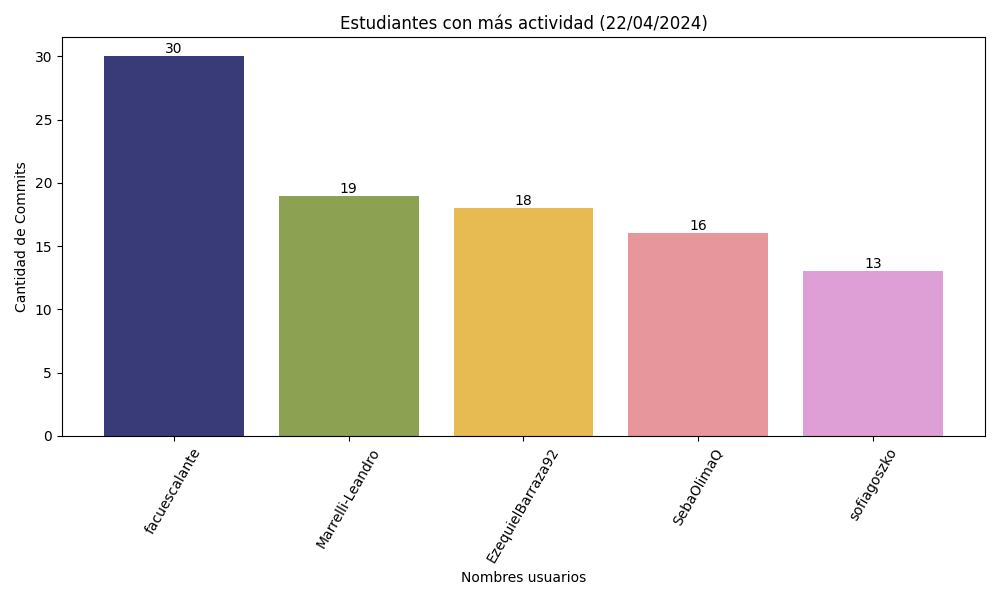 Estudiantes con más actividad (22/04/2024)
Cantidad de Commits
30
25
20
15
10
5
0
30
19
18
16
13
facuescalante
Marrelli-Leandro
EzequielBarraza92
SebaOlimaQ
sofiagoszko
Nombres usuarios